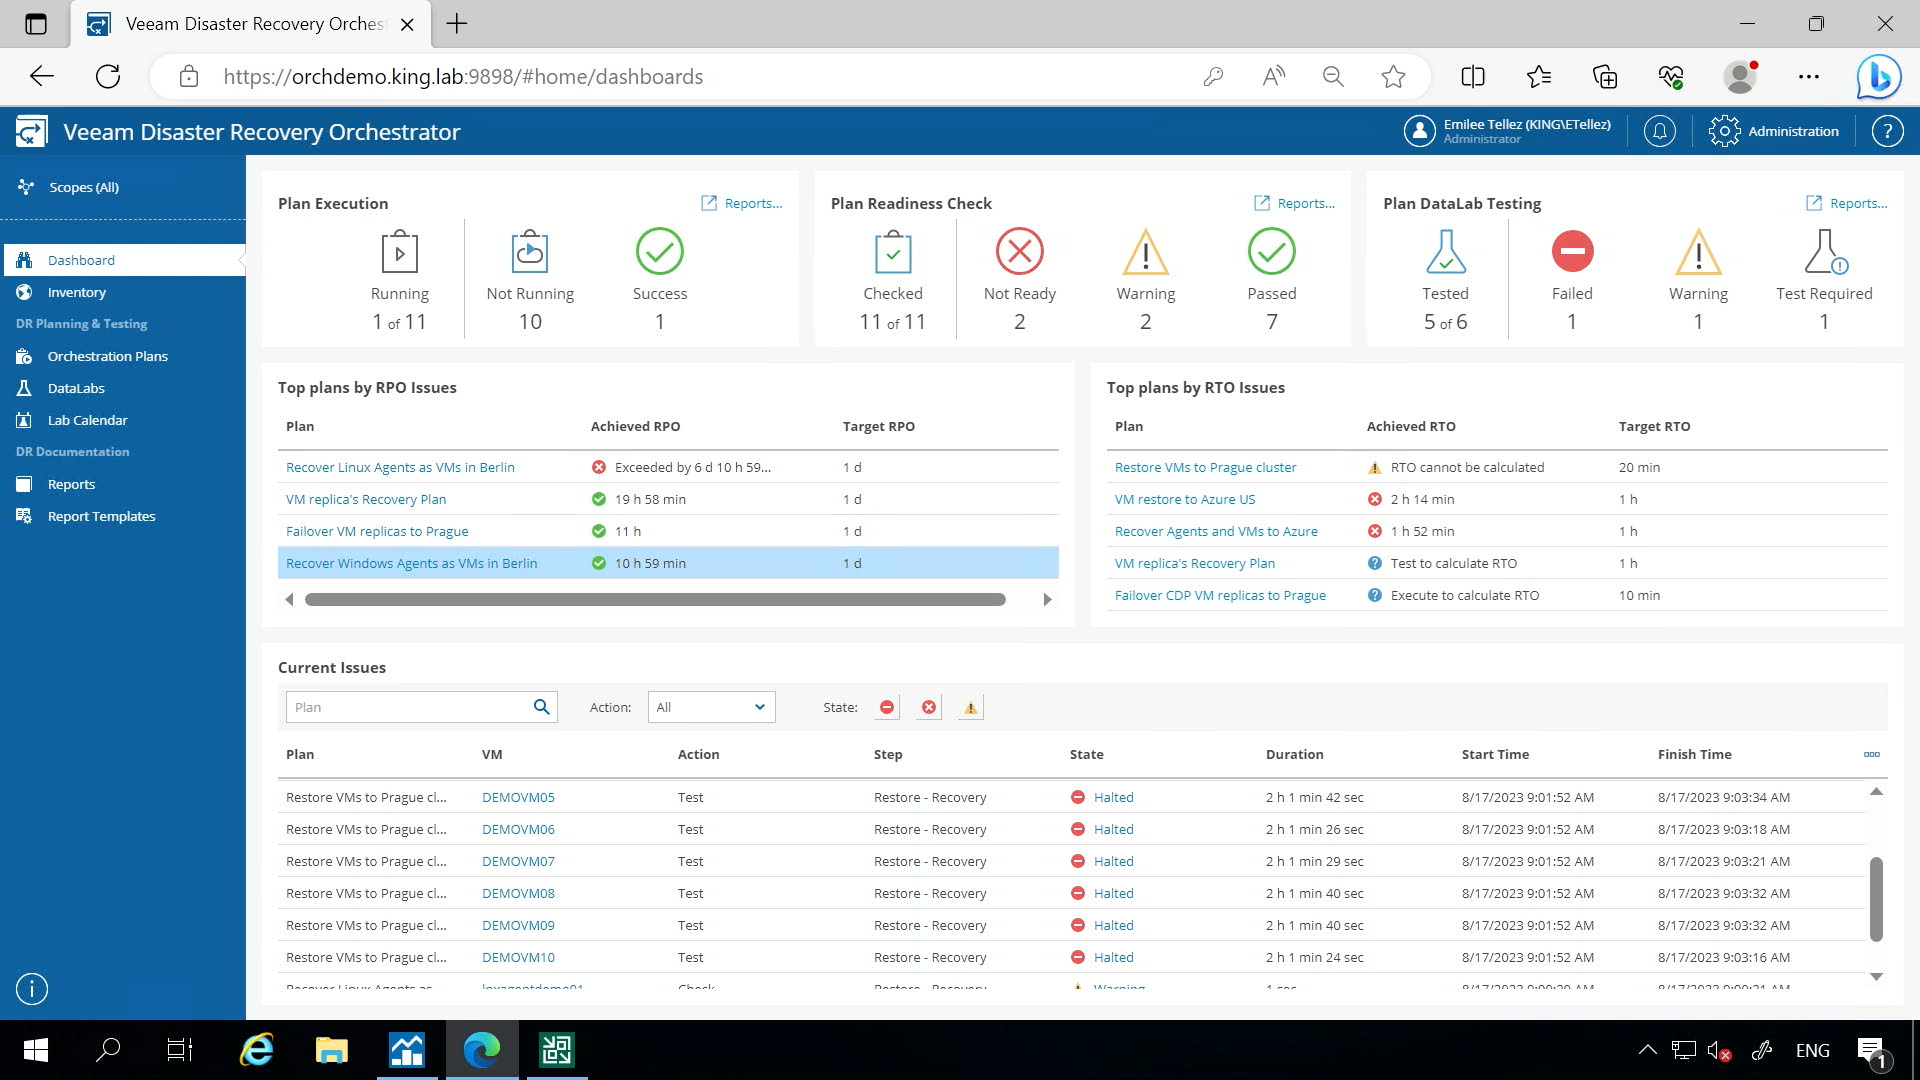 Veeam Disaster Recovery Orches
https://orchdemo.king.lab:9898/#home/dashboards
Veeam Disaster Recovery Orchestrator
Emilee Tellez (KING\ETellez)
Administrator
Administration
Scopes (All)
Dashboard
Inventory
DR Planning & Testing
Orchestration Plans
DataLabs
Lab Calendar
DR Documentation
Reports
Report Templates
Plan Execution Reports...
Running Not Running Success
1 of 11 10 1
Plan Readiness Check Reports...
Checked Not Ready Warning Passed
11 of 11 2 2 7
Plan DataLab Testing Reports...
Tested Failed Warning Test Required
5 of 6 1 1 1
Top plans by RPO Issues
Plan Achieved RPO Target RPO
Recover Linux Agents as VMs in Berlin Exceeded by 6 d 10 h 59... 1 d
VM replica's Recovery Plan 19 h 58 min 1 d
Failover VM replicas to Prague 11 h 1 d
Recover Windows Agents as VMs in Berlin 10 h 59 min 1 d
Top plans by RTO Issues
Plan Achieved RTO Target RTO
Restore VMs to Prague cluster RTO cannot be calculated 20 min
VM restore to Azure US 2 h 14 min 1 h
Recover Agents and VMs to Azure 1 h 52 min 1 h
VM replica's Recovery Plan Test to calculate RTO 1 h
Failover CDP VM replicas to Prague Execute to calculate RTO 10 min
Current Issues
Plan Action: All State:
Plan VM Action Step State Duration Start Time Finish Time
Restore VMs to Prague cl... DEMOVM05 Test Restore - Recovery Halted 2 h 1 min 42 sec 8/17/2023 9:01:52 AM 8/17/2023 9:03:34 AM
Restore VMs to Prague cl... DEMOVM06 Test Restore - Recovery Halted 2 h 1 min 26 sec 8/17/2023 9:01:52 AM 8/17/2023 9:03:18 AM
Restore VMs to Prague cl... DEMOVM07 Test Restore - Recovery Halted 2 h 1 min 29 sec 8/17/2023 9:01:52 AM 8/17/2023 9:03:21 AM
Restore VMs to Prague cl... DEMOVM08 Test Restore - Recovery Halted 2 h 1 min 40 sec 8/17/2023 9:01:52 AM 8/17/2023 9:03:32 AM
Restore VMs to Prague cl... DEMOVM09 Test Restore - Recovery Halted 2 h 1 min 40 sec 8/17/2023 9:01:52 AM 8/17/2023 9:03:32 AM
Restore VMs to Prague cl... DEMOVM10 Test Restore - Recovery Halted 2 h 1 min 24 sec 8/17/2023 9:01:52 AM 8/17/2023 9:03:16 AM
ENG
1